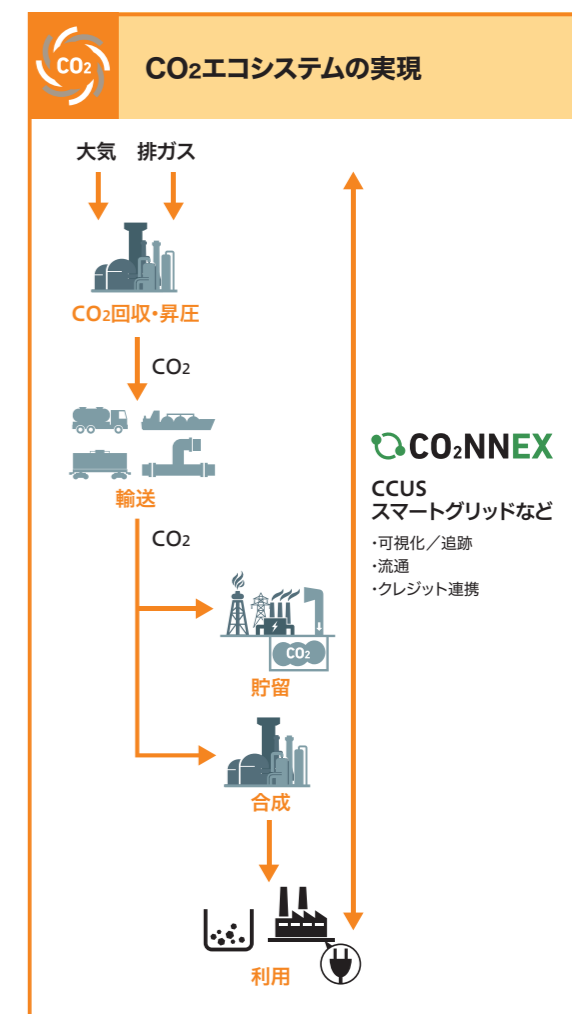 CO₂
CO₂エコシステムの実現
大気 排ガス
CO₂回収・昇圧
CO₂
輸送
CO₂
CO₂NNEX
CCUS
スマートグリッドなど
・可視化／追跡
・流通
・クレジット連携
CO₂
貯留
合成
利用